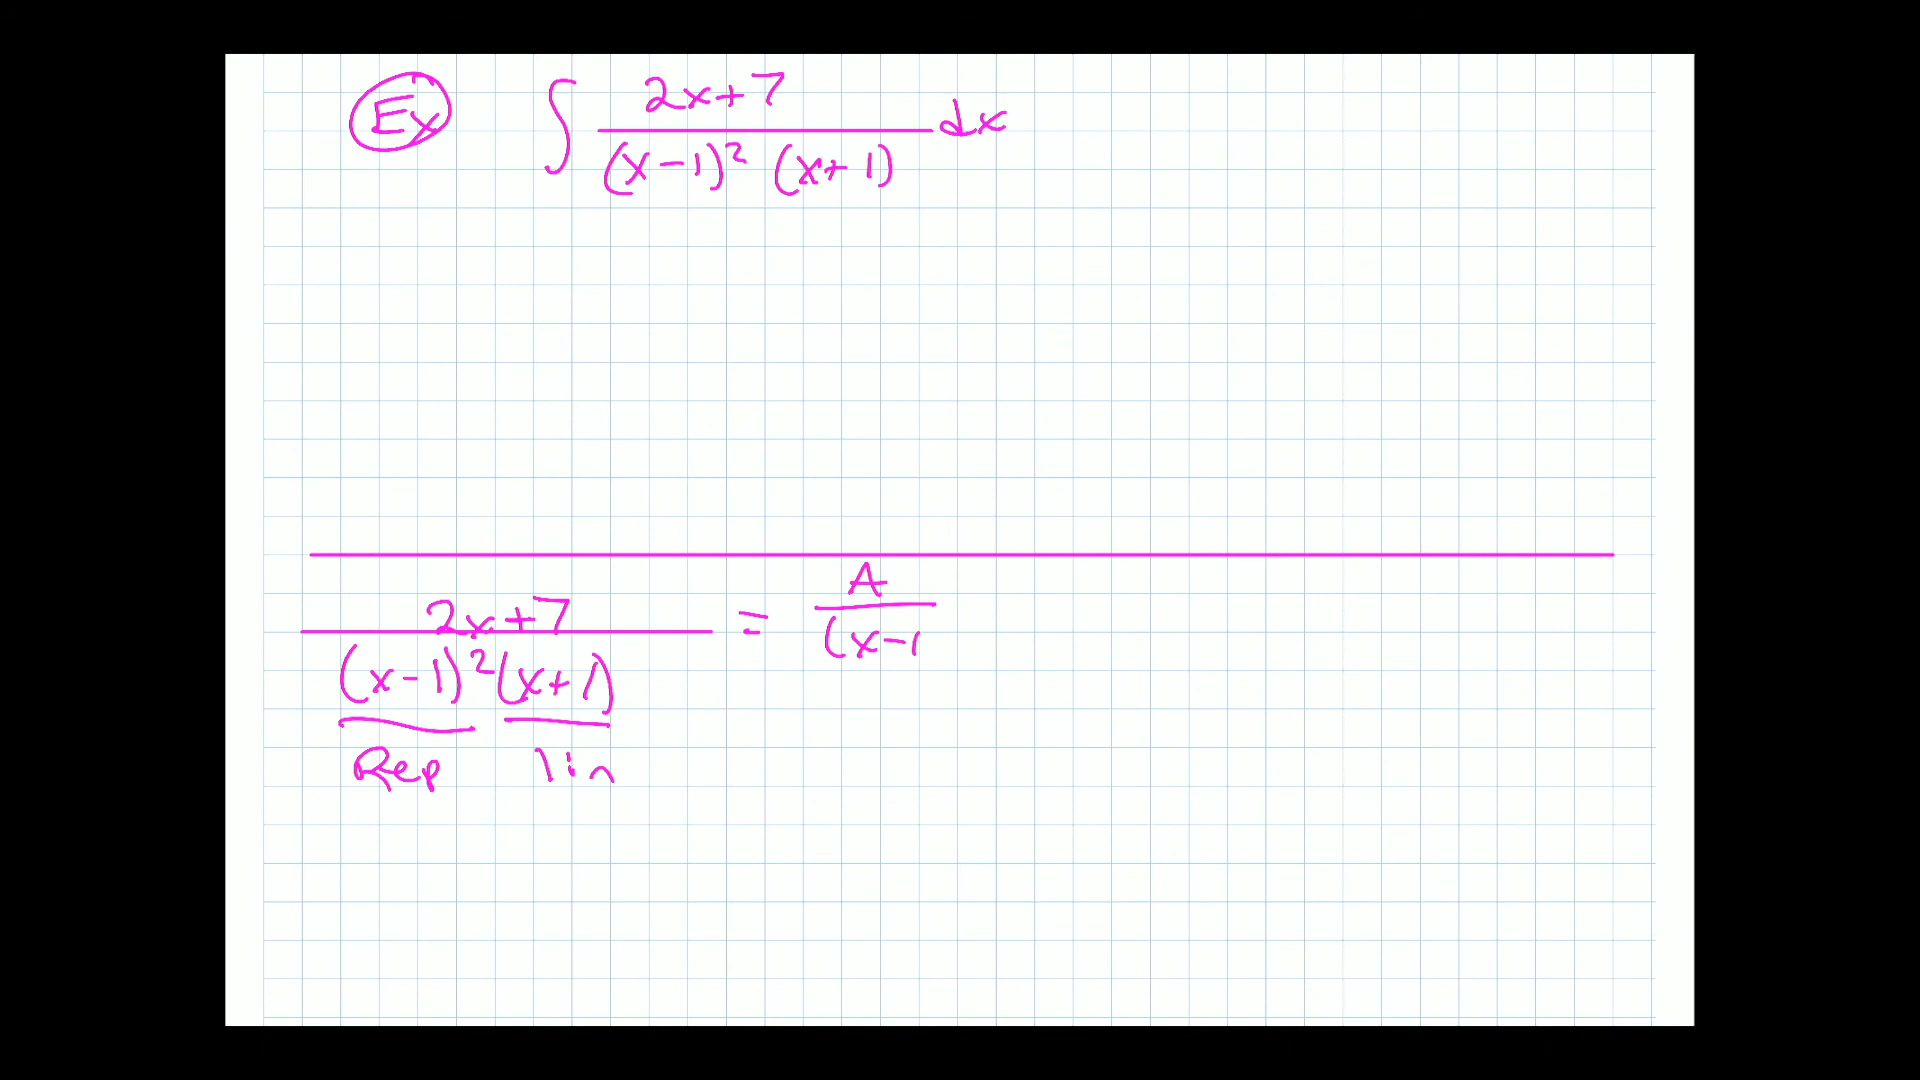 Ex ∫ 2x+7 / (x-1)² (x+1) dx
2x+7 / (x-1)²(x+1) = A / (x-1
Rep lin